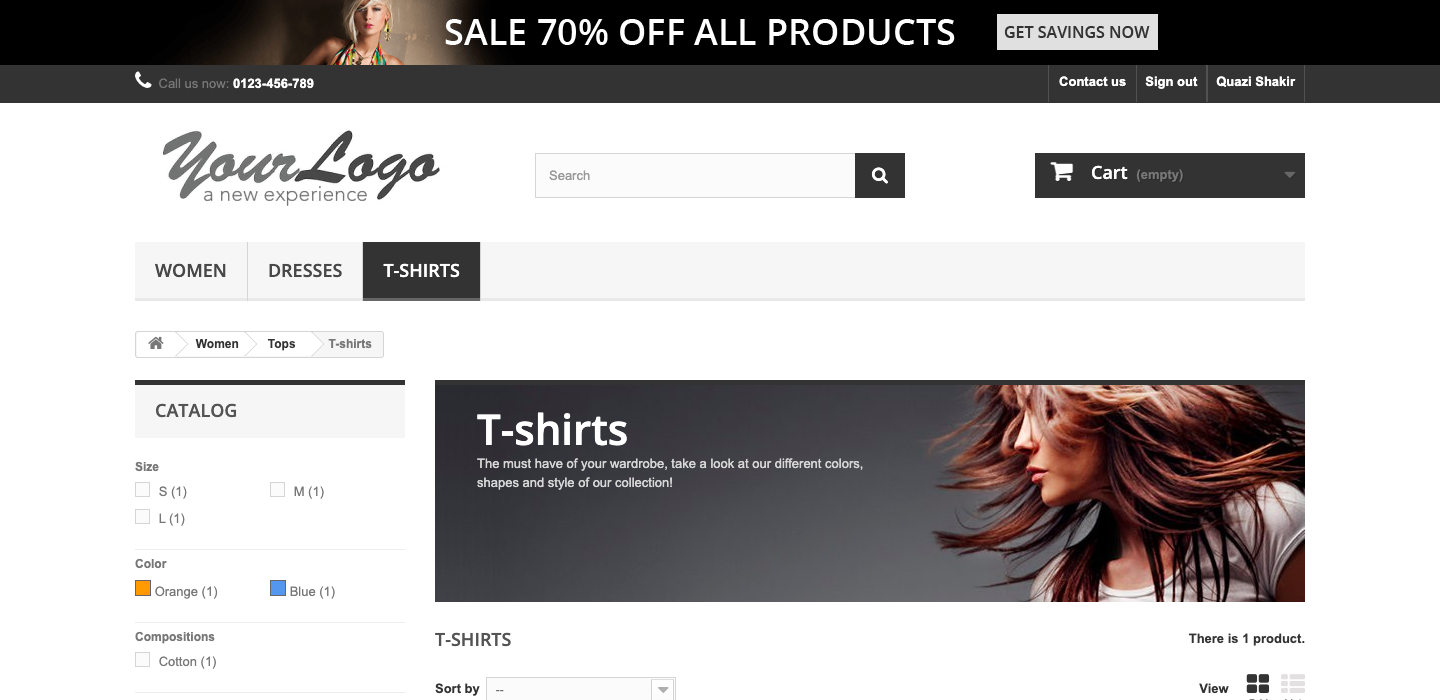 SALE 70% OFF ALL PRODUCTS GET SAVINGS NOW
Call us now: 0123-456-789 Contact us Sign out Quazi Shakir
Your Logo
a new experience
Search
Cart (empty)
WOMEN DRESSES T-SHIRTS
Women Tops T-shirts
CATALOG
Size
S (1) M (1)
L (1)
Color
Orange (1) Blue (1)
Compositions
Cotton (1)
T-shirts
The must have of your wardrobe, take a look at our different colors,
shapes and style of our collection!
T-SHIRTS There is 1 product.
Sort by -- View